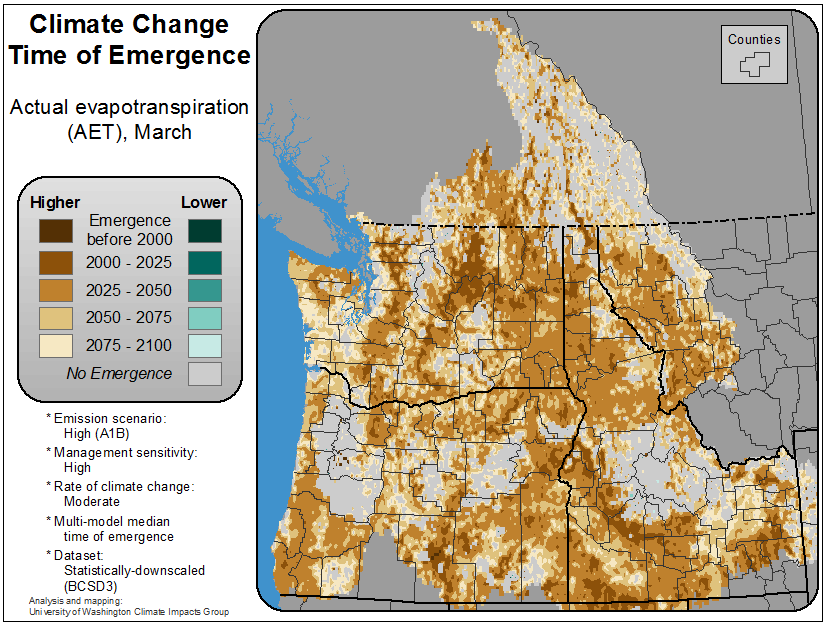 Climate Change
Time of Emergence
Actual evapotranspiration
(AET), March
Counties
Higher
Lower
Emergence
before 2000
2000 - 2025
2025 - 2050
2050 - 2075
2075 - 2100
No Emergence
* Emission scenario:
High (A1B)
* Management sensitivity:
High
* Rate of climate change:
Moderate
* Multi-model median
time of emergence
* Dataset:
Statistically-downscaled
(BCSD3)
Analysis and mapping:
University of Washington Climate Impacts Group